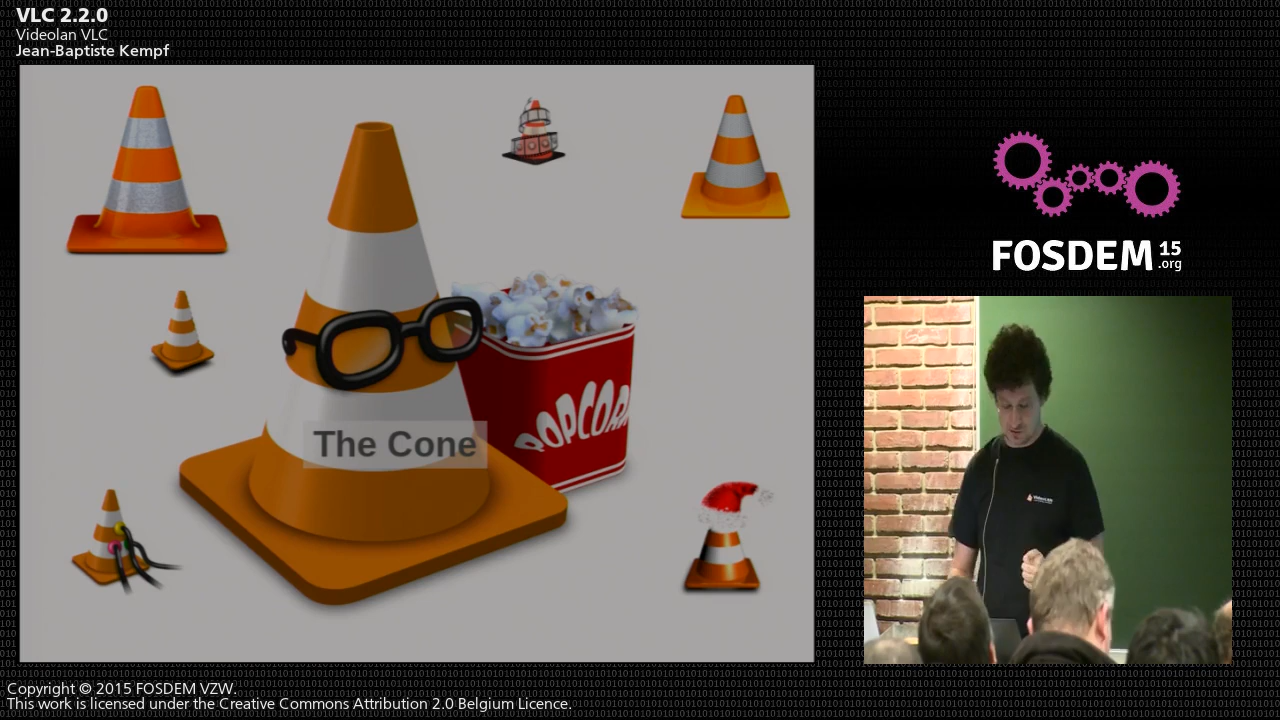 VLC 2.2.0
Videolan VLC
Jean-Baptiste Kempf
FOSDEM 15
.org
POPCORN
The Cone
Copyright © 2015 FOSDEM VZW.
This work is licensed under the Creative Commons Attribution 2.0 Belgium Licence.